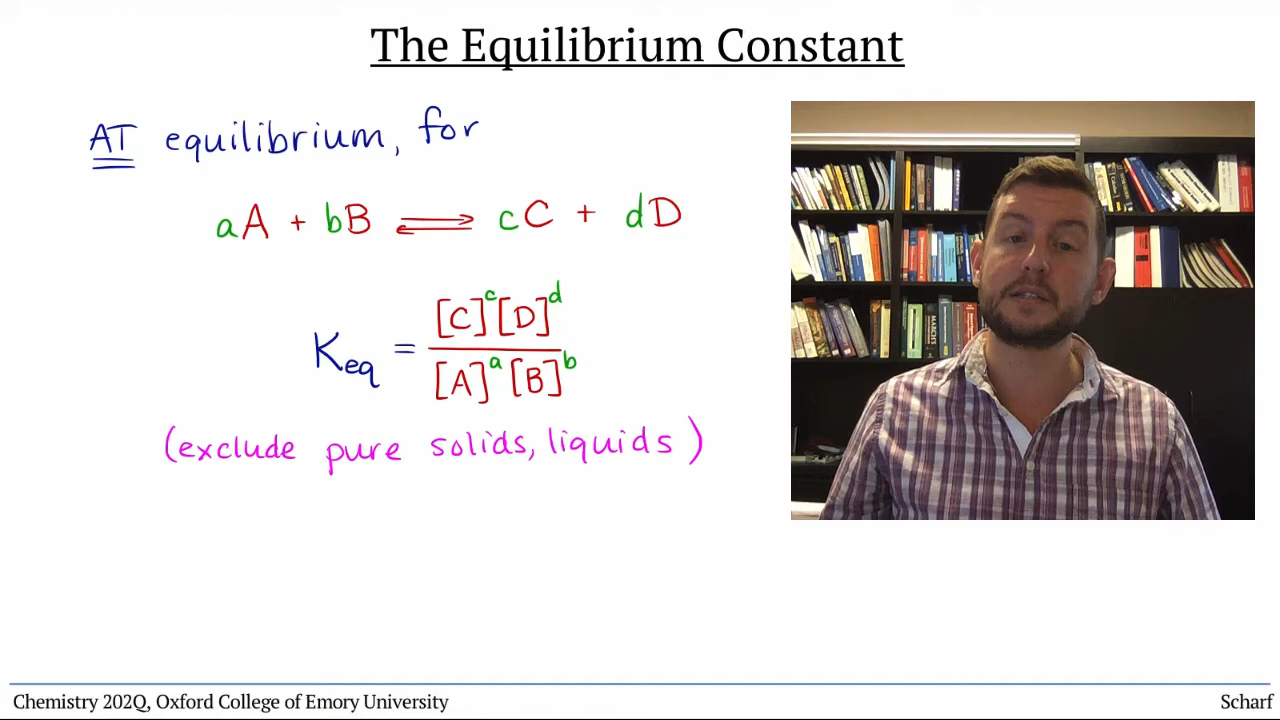 The Equilibrium Constant
AT equilibrium, for
aA + bB ⇌ cC + dD
Keq = [C]^c[D]^d / [A]^a[B]^b
(exclude pure solids, liquids)
Chemistry 202Q, Oxford College of Emory University
Scharf